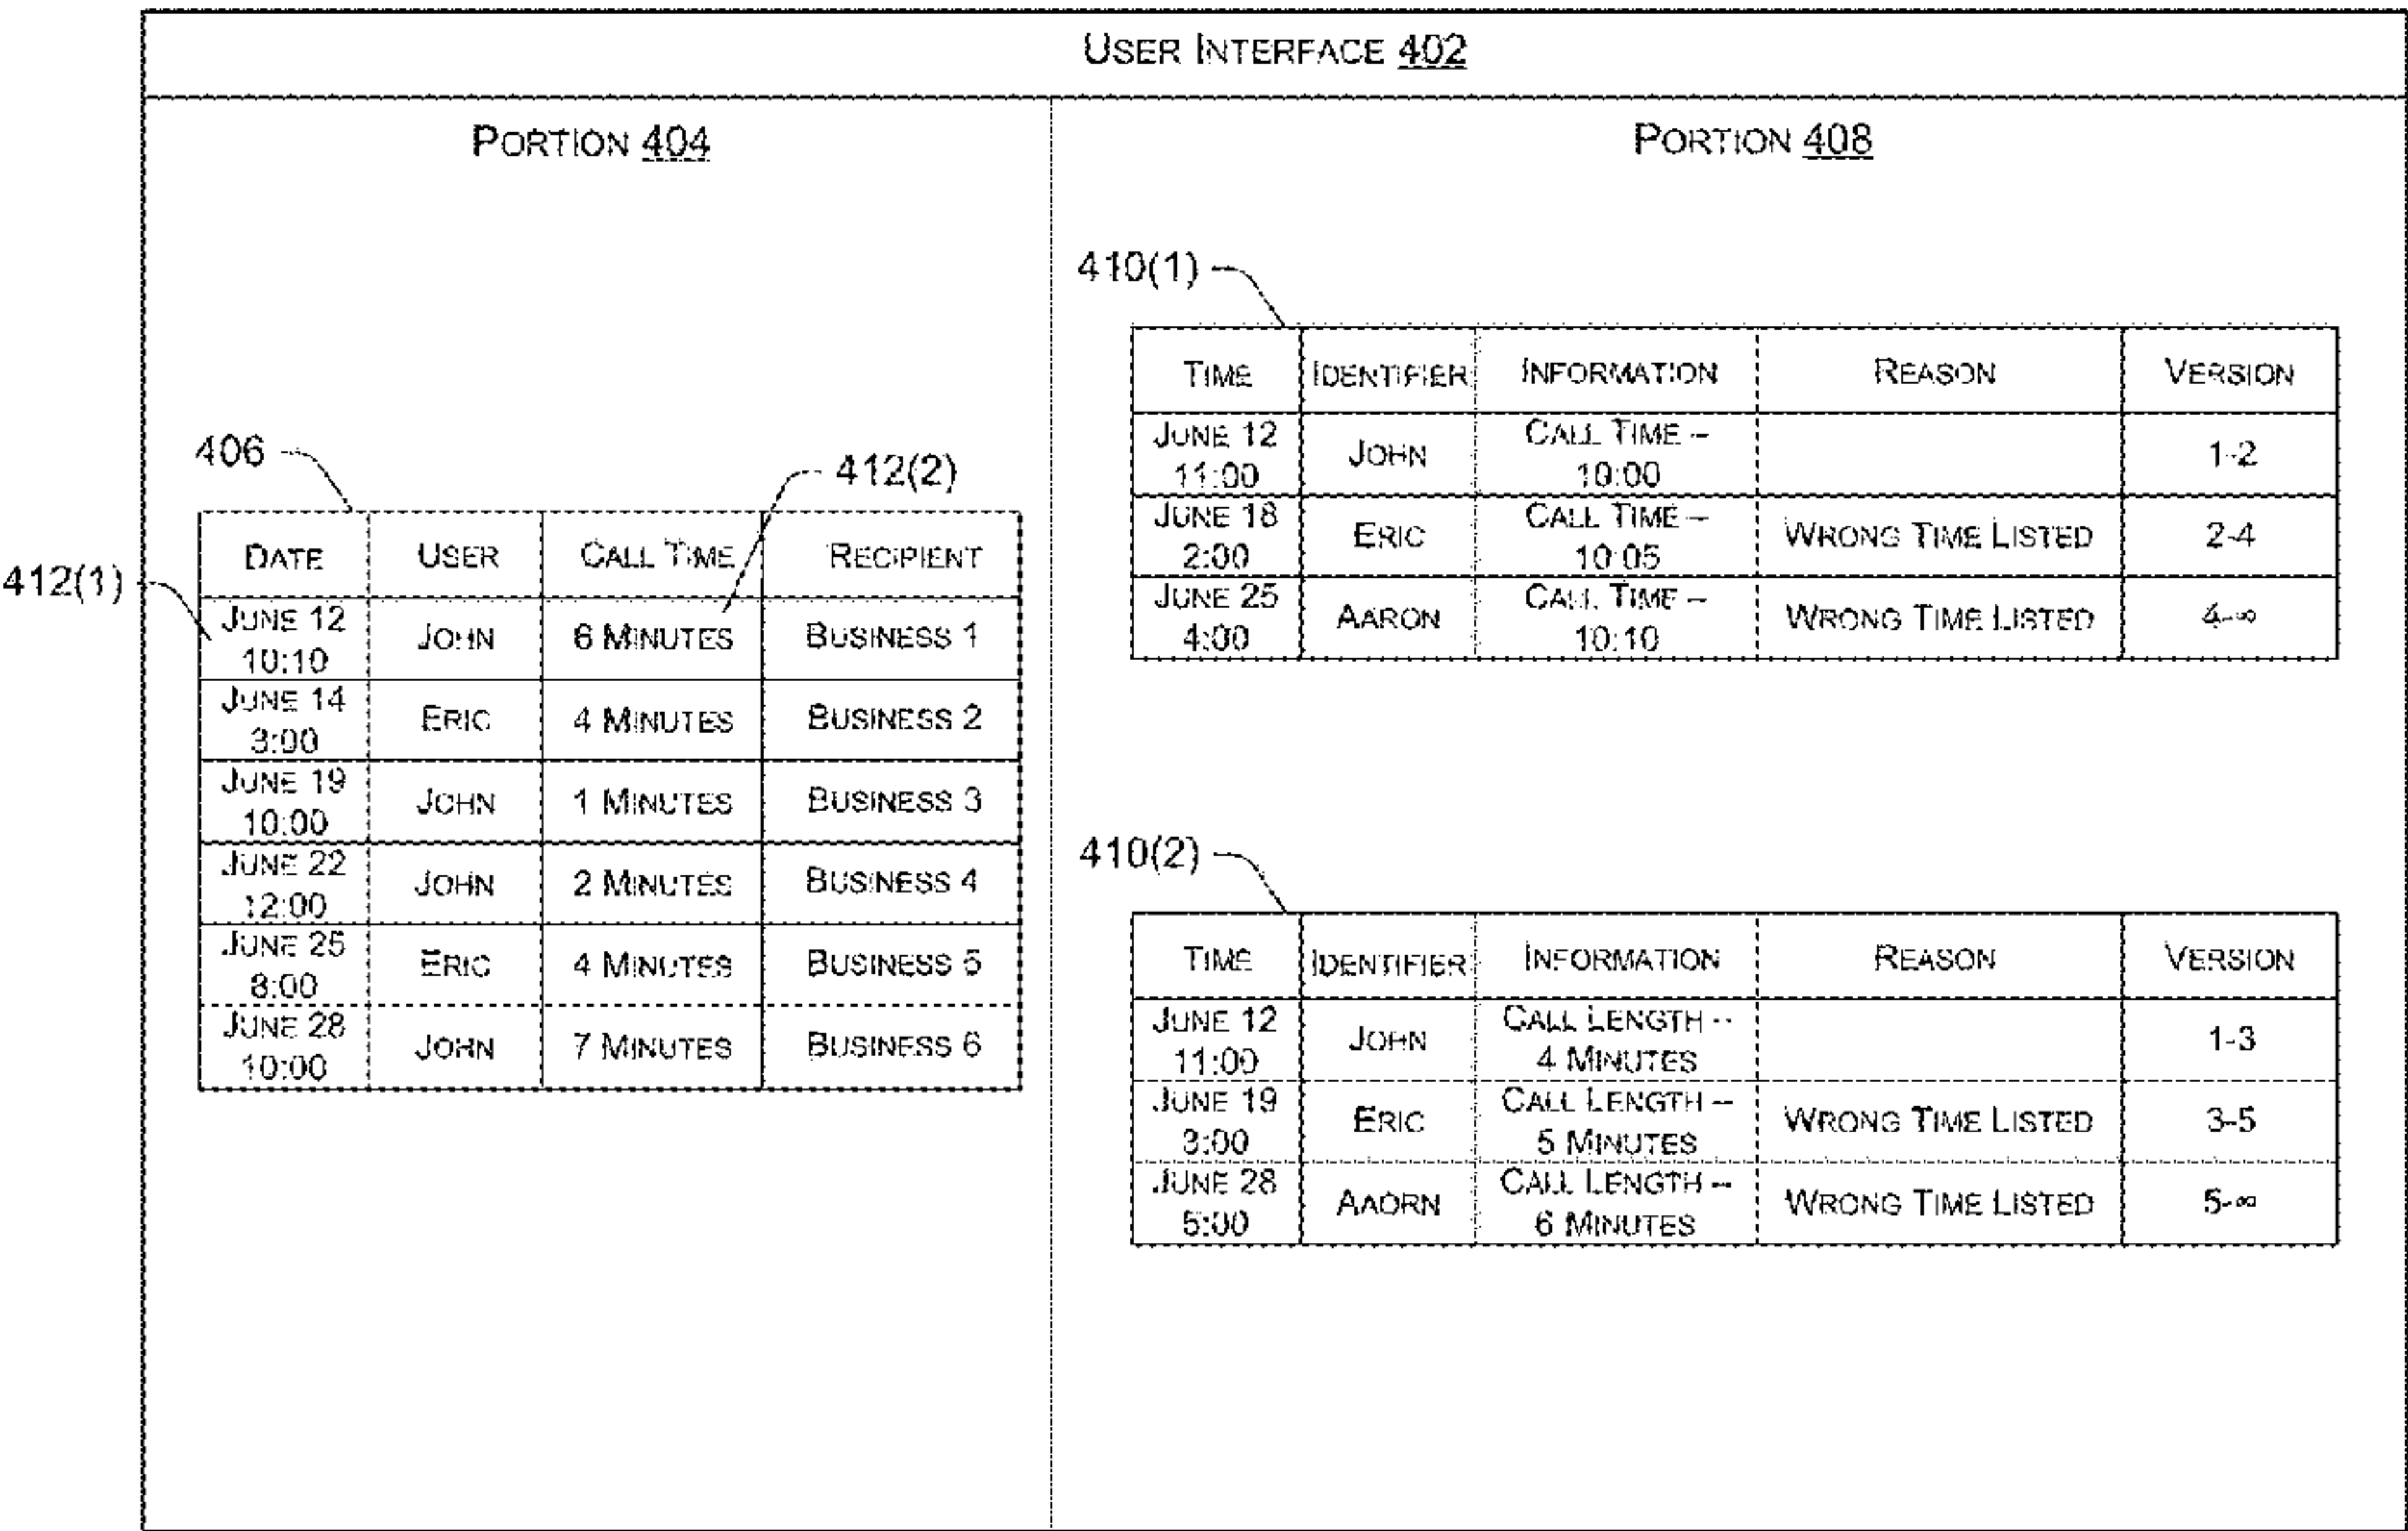 USER INTERFACE 402
PORTION 404
406
412(2)
412(1)
DATE USER CALL TIME RECIPIENT
JUNE 12 10:10 JOHN 6 MINUTES BUSINESS 1
JUNE 14 3:00 ERIC 4 MINUTES BUSINESS 2
JUNE 19 10:00 JOHN 1 MINUTES BUSINESS 3
JUNE 22 12:00 JOHN 2 MINUTES BUSINESS 4
JUNE 25 8:00 ERIC 4 MINUTES BUSINESS 5
JUNE 28 10:00 JOHN 7 MINUTES BUSINESS 6
PORTION 408
410(1)
TIME IDENTIFIER INFORMATION REASON VERSION
JUNE 12 11:00 JOHN CALL TIME – 10:00 1-2
JUNE 18 2:00 ERIC CALL TIME – 10:05 WRONG TIME LISTED 2-4
JUNE 25 4:00 AARON CALL TIME – 10:10 WRONG TIME LISTED 4-∞
410(2)
TIME IDENTIFIER INFORMATION REASON VERSION
JUNE 12 11:00 JOHN CALL LENGTH – 4 MINUTES 1-3
JUNE 19 3:00 ERIC CALL LENGTH – 5 MINUTES WRONG TIME LISTED 3-5
JUNE 28 5:00 AAORN CALL LENGTH – 6 MINUTES WRONG TIME LISTED 5-∞